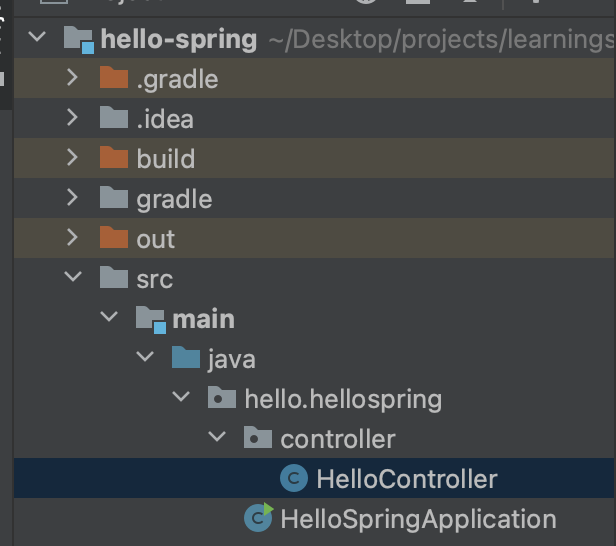 hello-spring ~/Desktop/projects/learnings
.gradle
.idea
build
gradle
out
src
main
java
hello.hellospring
controller
C HelloController
C HelloSpringApplication